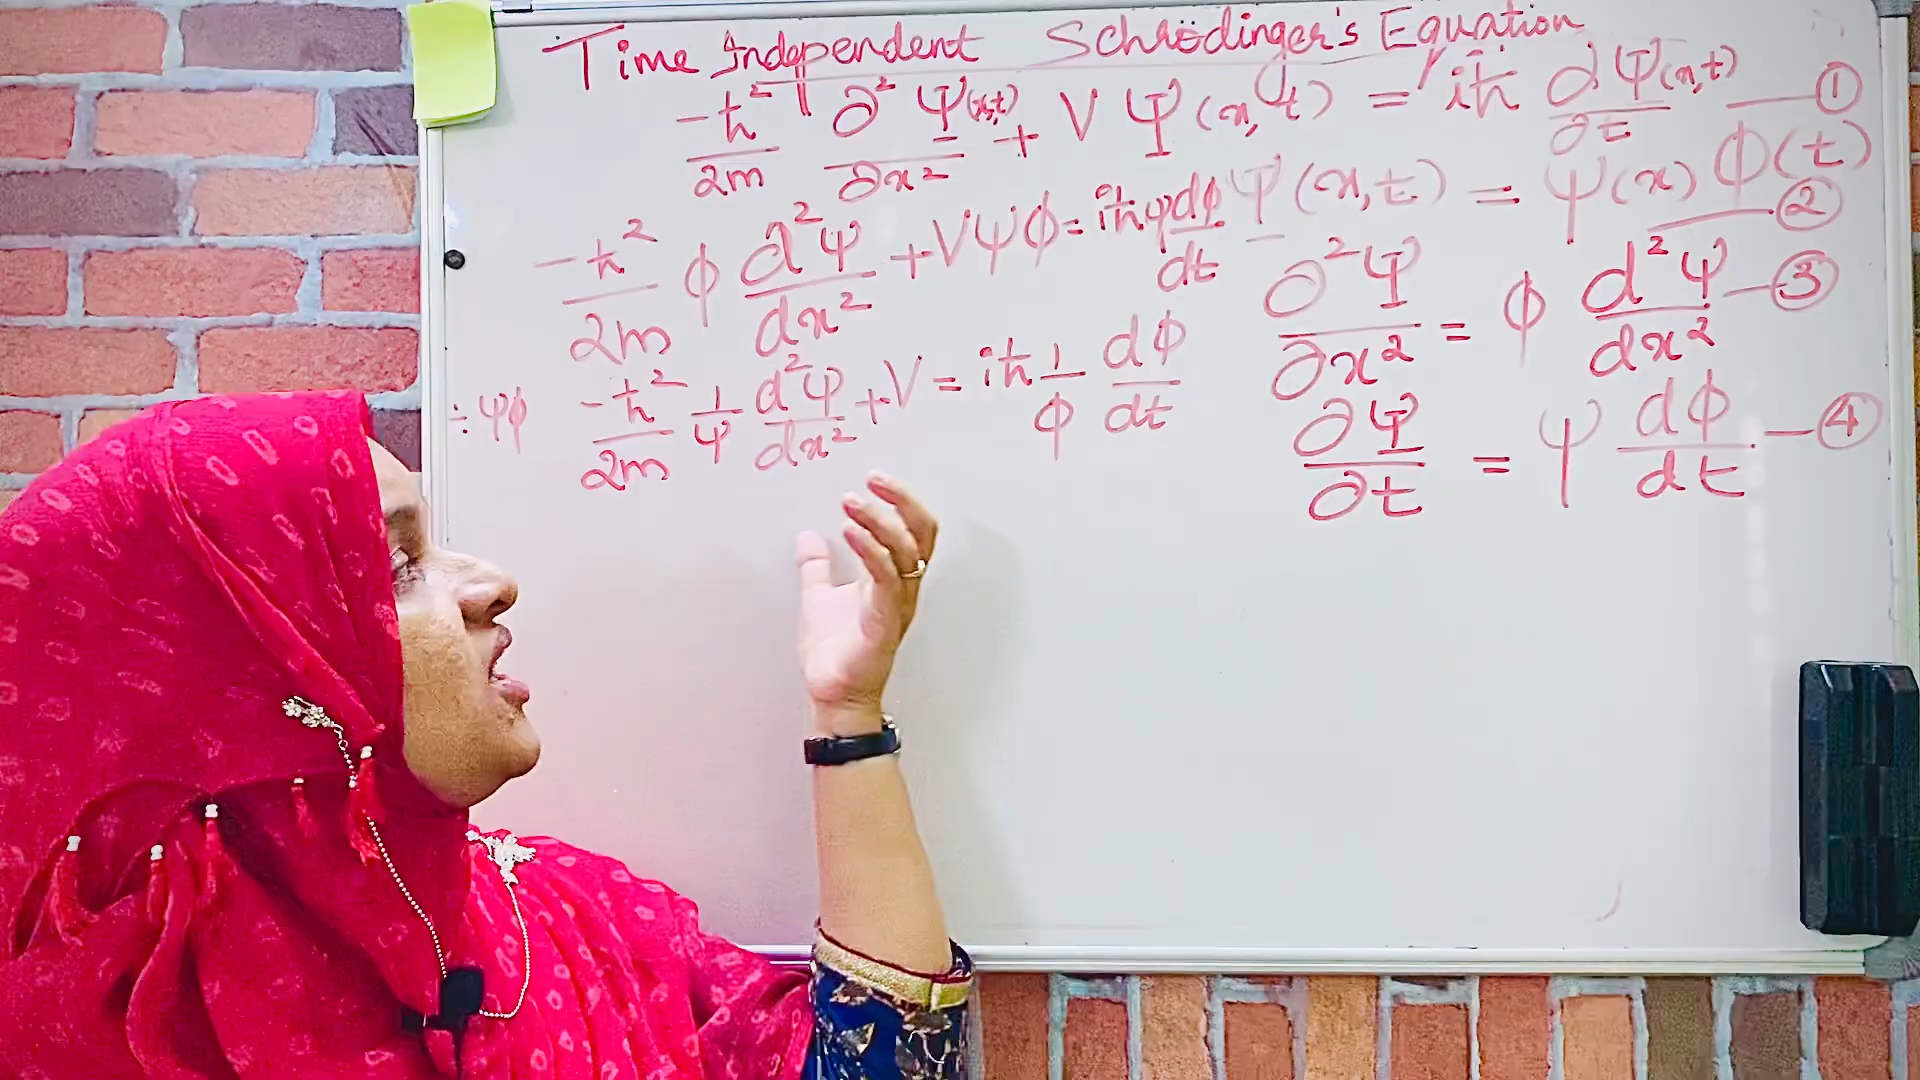 Time Independent Schrödinger's Equation
-ħ²/2m ∂²Ψ(x,t)/∂x² + VΨ(x,t) = iħ ∂Ψ(x,t)/∂t —①
Ψ(x,t) = ψ(x) ϕ(t) —②
-ħ²/2m ϕ d²ψ/dx² + Vψϕ = iħψ dϕ/dt
∂²Ψ/∂x² = ϕ d²ψ/dx² —③
÷ψϕ -ħ²/2m 1/ψ d²ψ/dx² + V = iħ 1/ϕ dϕ/dt
∂Ψ/∂t = ψ dϕ/dt —④